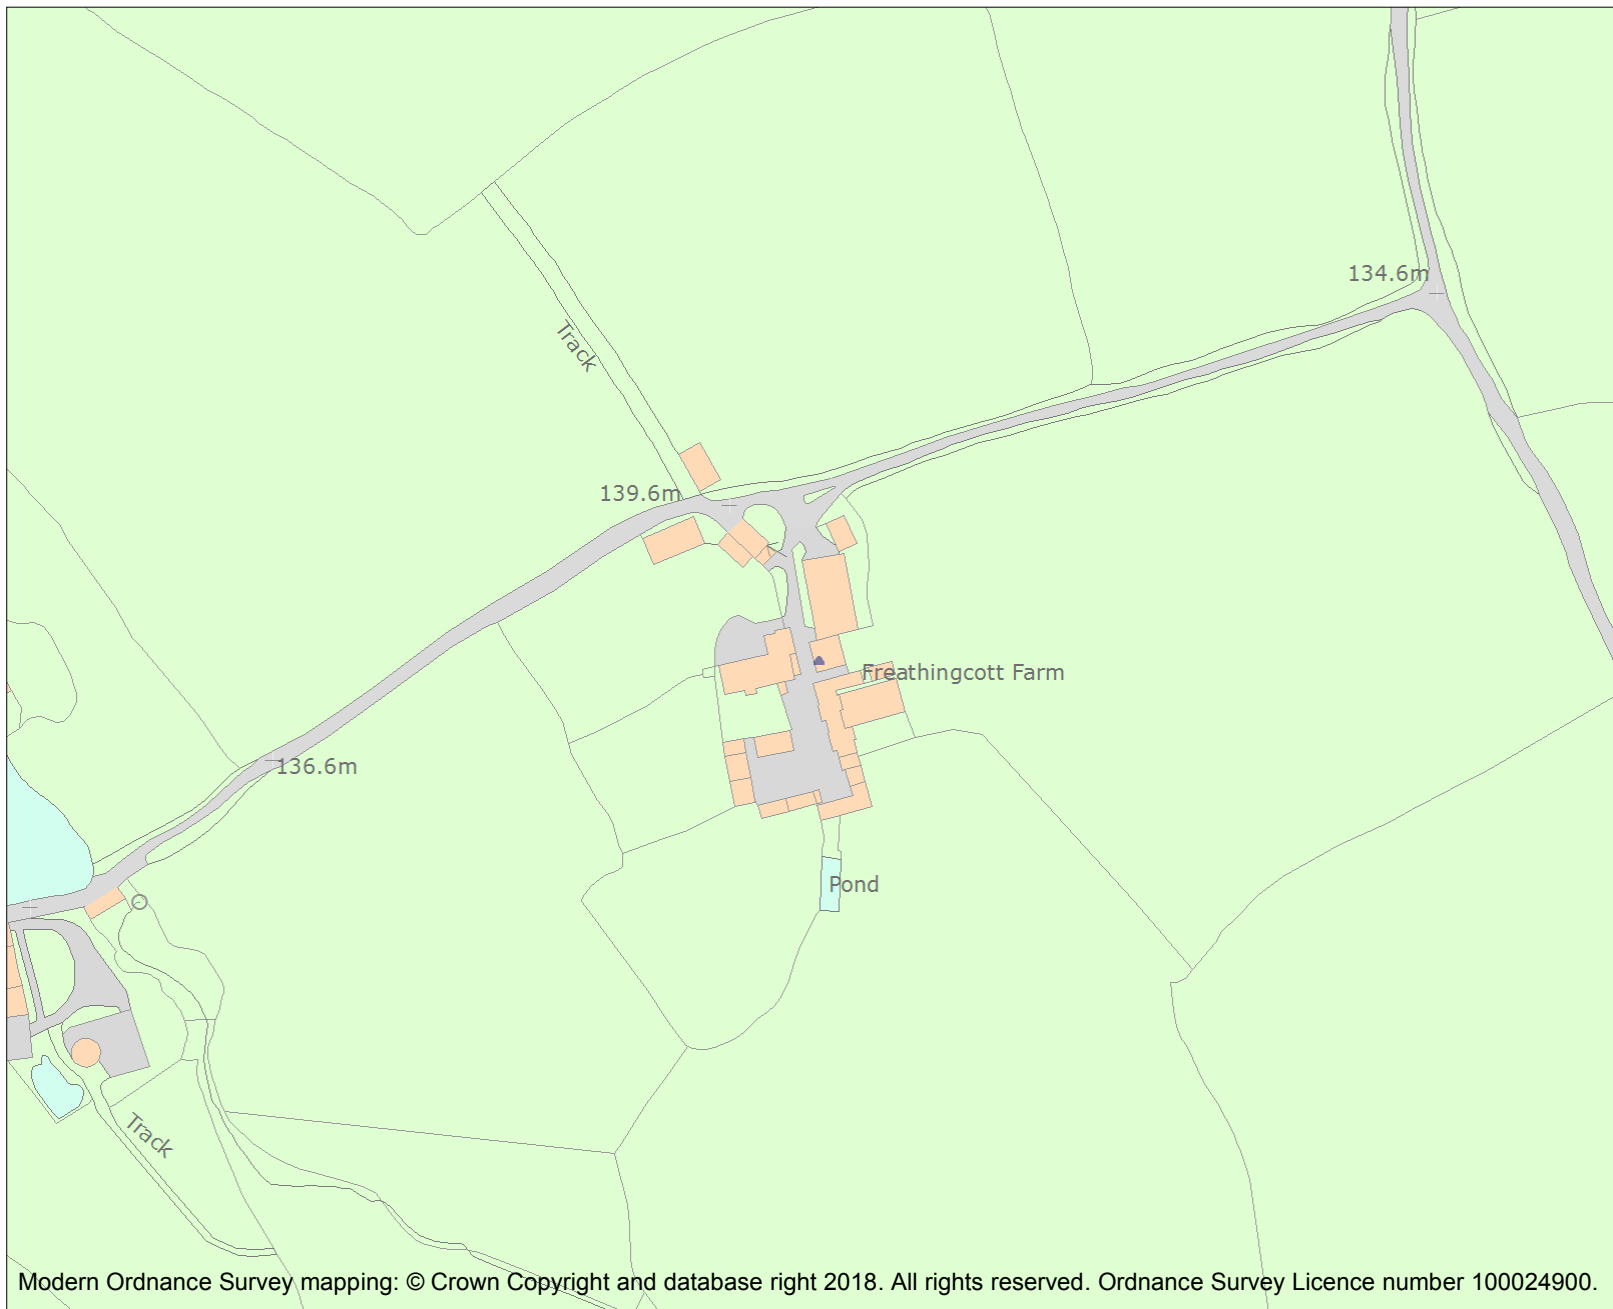 134.6m
Track
139.6m
Freathingcott Farm
136.6m
Pond
Track
Modern Ordnance Survey mapping: © Crown Copyright and database right 2018. All rights reserved. Ordnance Survey Licence number 100024900.